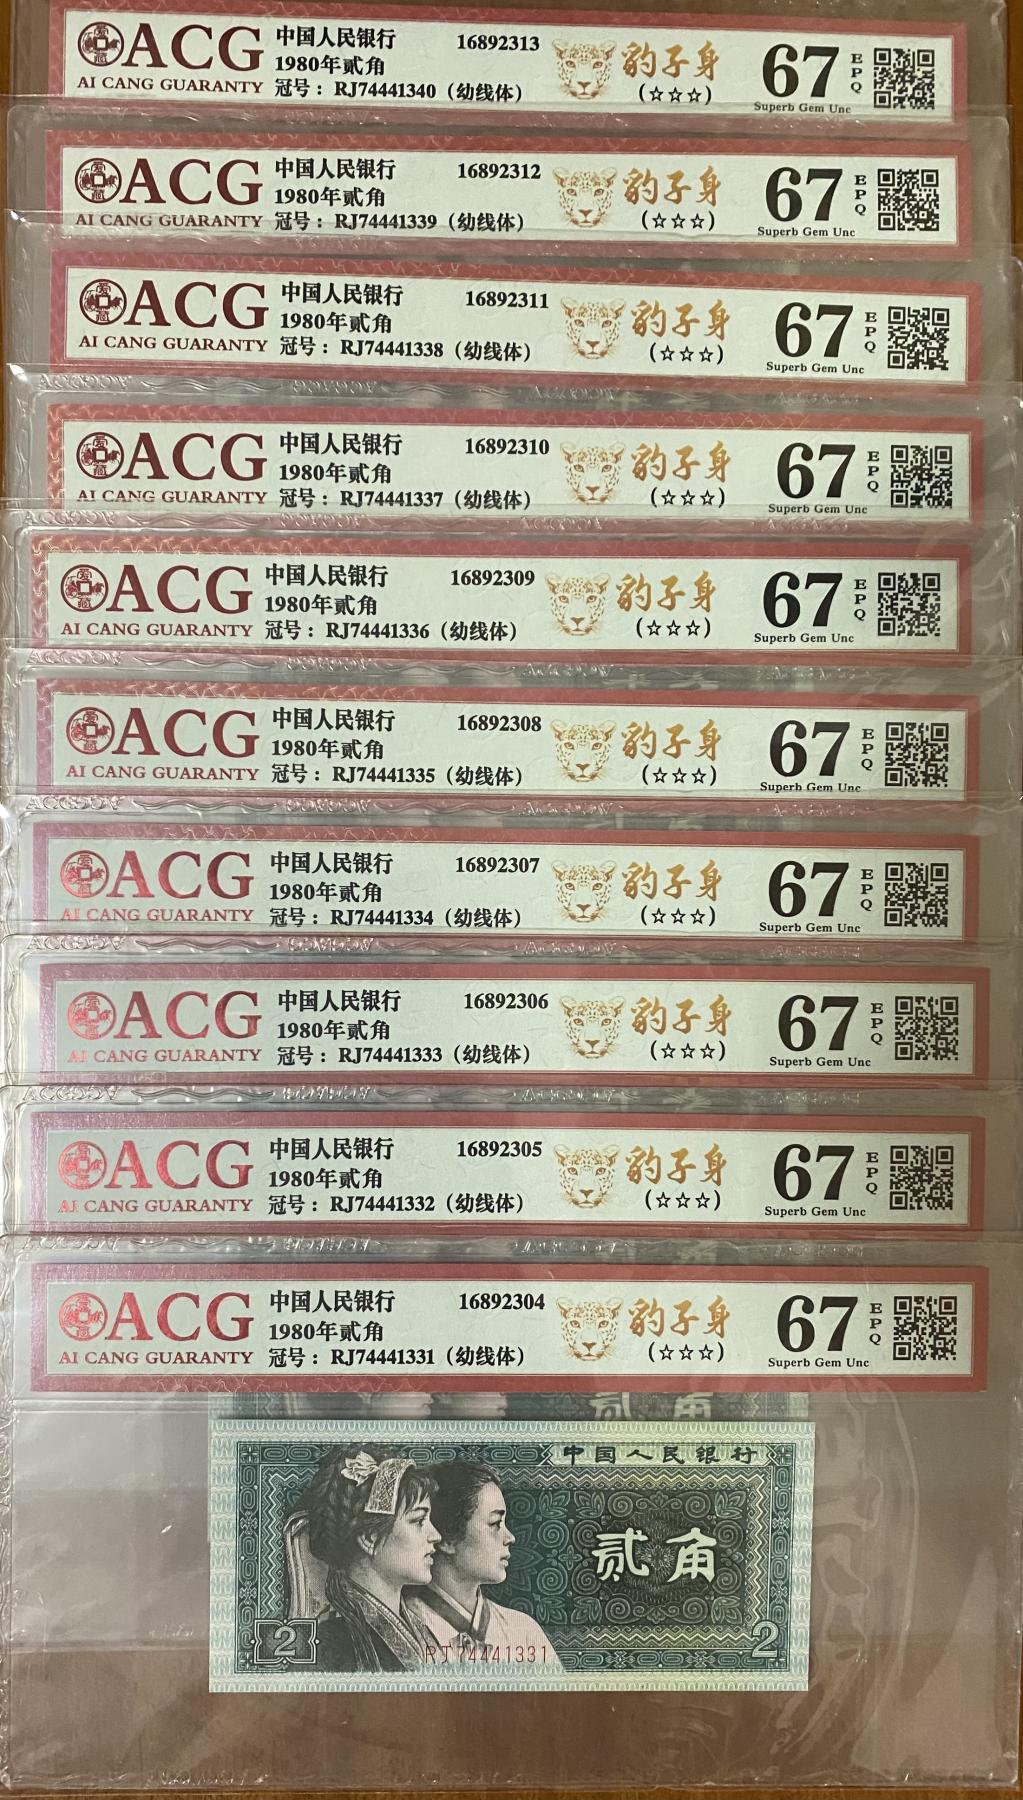 ACG
AI CANG GUARANTY
中国人民银行 16892313
1980年贰角
冠号：RJ74441340（幼线体）
豹子身
(☆☆☆)
67 EPQ
Superb Gem Unc
ACG
AI CANG GUARANTY
中国人民银行 16892312
1980年贰角
冠号：RJ74441339（幼线体）
豹子身
(☆☆☆)
67 EPQ
Superb Gem Unc
ACG
AI CANG GUARANTY
中国人民银行 16892311
1980年贰角
冠号：RJ74441338（幼线体）
豹子身
(☆☆☆)
67 EPQ
Superb Gem Unc
ACG
AI CANG GUARANTY
中国人民银行 16892310
1980年贰角
冠号：RJ74441337（幼线体）
豹子身
(☆☆☆)
67 EPQ
Superb Gem Unc
ACG
AI CANG GUARANTY
中国人民银行 16892309
1980年贰角
冠号：RJ74441336（幼线体）
豹子身
(☆☆☆)
67 EPQ
Superb Gem Unc
ACG
AI CANG GUARANTY
中国人民银行 16892308
1980年贰角
冠号：RJ74441335（幼线体）
豹子身
(☆☆☆)
67 EPQ
Superb Gem Unc
ACG
AI CANG GUARANTY
中国人民银行 16892307
1980年贰角
冠号：RJ74441334（幼线体）
豹子身
(☆☆☆)
67 EPQ
Superb Gem Unc
ACG
AI CANG GUARANTY
中国人民银行 16892306
1980年贰角
冠号：RJ74441333（幼线体）
豹子身
(☆☆☆)
67 EPQ
Superb Gem Unc
ACG
AI CANG GUARANTY
中国人民银行 16892305
1980年贰角
冠号：RJ74441332（幼线体）
豹子身
(☆☆☆)
67 EPQ
Superb Gem Unc
ACG
AI CANG GUARANTY
中国人民银行 16892304
1980年贰角
冠号：RJ74441331（幼线体）
豹子身
(☆☆☆)
67 EPQ
Superb Gem Unc
中国人民银行
贰角
2 RJ74441331 2